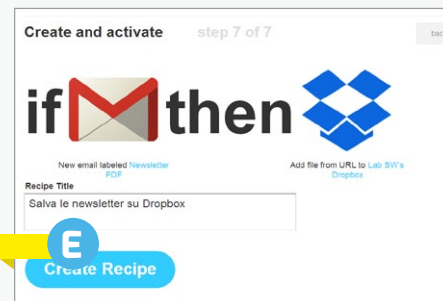 Create and activate step 7 of 7
if then
New email labeled Newsletter
PDF
Add file from URL to Lab SW's
Dropbox
Recipe Title
Salva le newsletter su Dropbox
E
Create Recipe